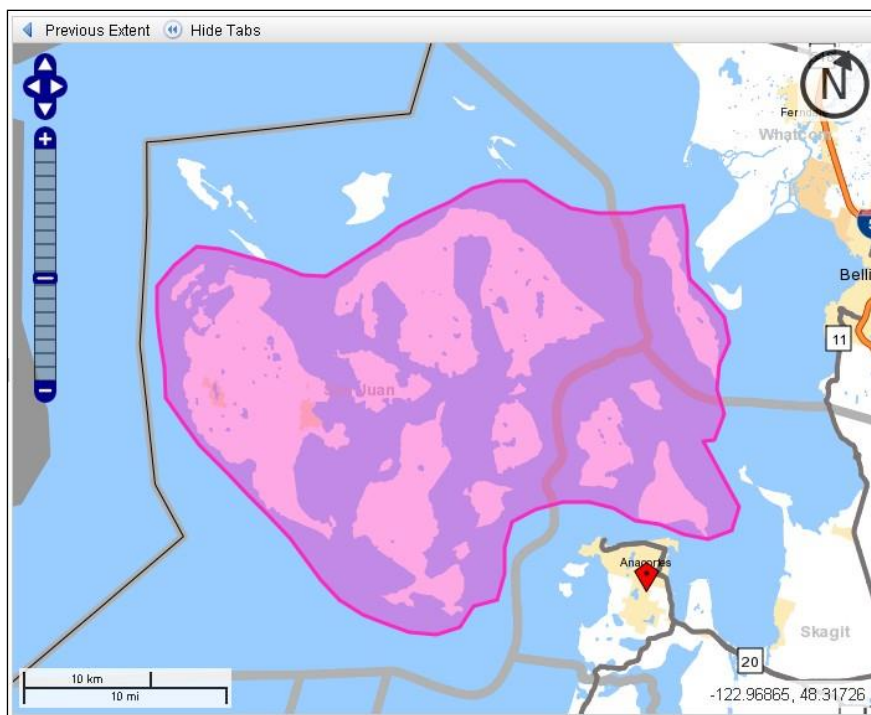 Previous Extent Hide Tabs
N
Whatcom
Belli
11
San Juan
Anacortes
Skagit
20
10 km
10 mi
-122.96865, 48.31726